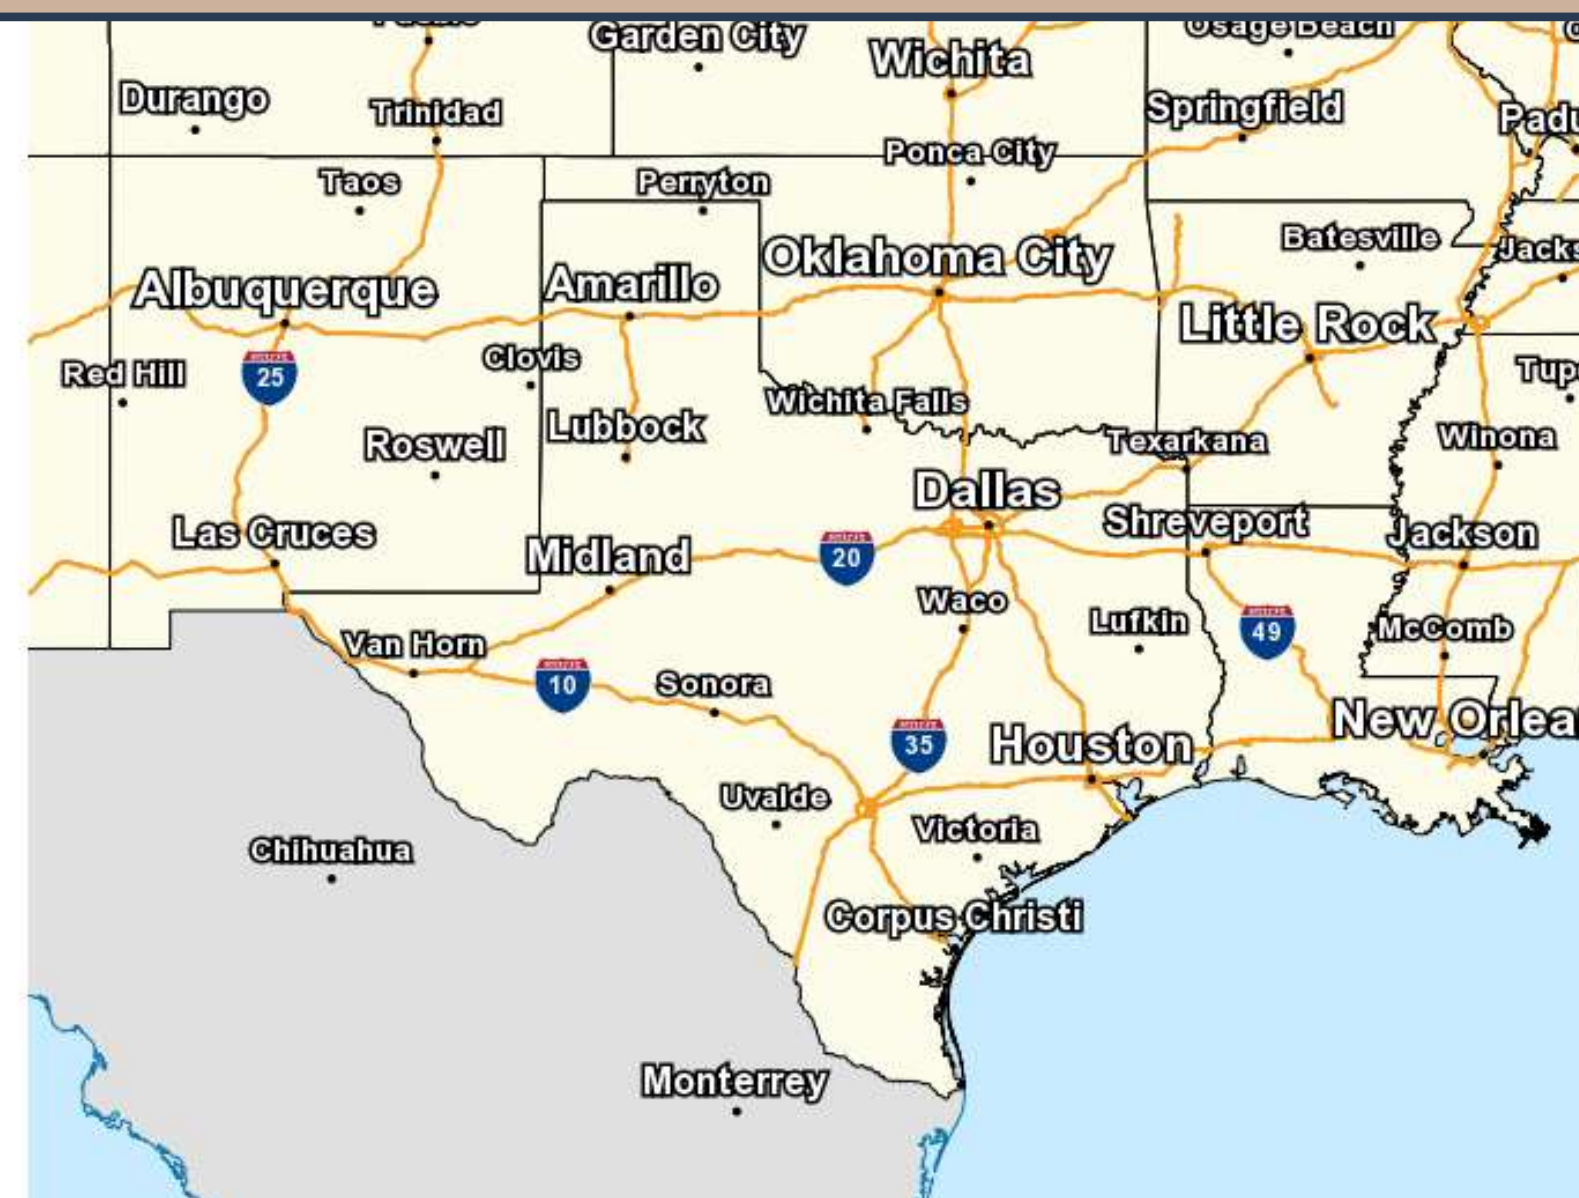 Garden City
Osage Beach
Wichita
Durango
Trinidad
Springfield
Ponca City
Taos
Perryton
Batesville
Oklahoma City
Albuquerque
Amarillo
Little Rock
Clovis
Red Hill
25
Wichita Falls
Lubbock
Roswell
Texarkana
Winona
Dallas
Shreveport
Las Cruces
Jackson
Midland
20
Waco
Lufkin
49
McComb
Van Horn
10
Sonora
New Orlea
35
Houston
Uvalde
Victoria
Chihuahua
Corpus Christi
Monterrey